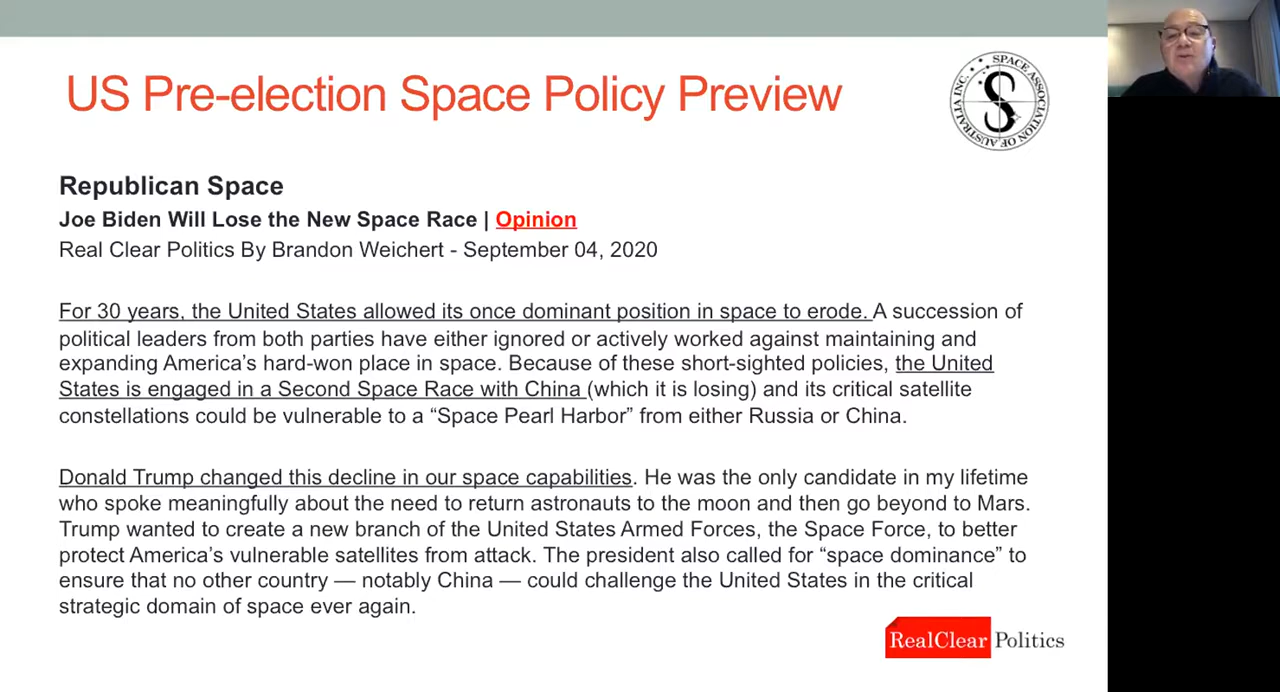 US Pre-election Space Policy Preview
SPACE ASSOCIATION OF AUSTRALIA INC.
S
Republican Space
Joe Biden Will Lose the New Space Race | Opinion
Real Clear Politics By Brandon Weichert - September 04, 2020
For 30 years, the United States allowed its once dominant position in space to erode. A succession of
political leaders from both parties have either ignored or actively worked against maintaining and
expanding America’s hard-won place in space. Because of these short-sighted policies, the United
States is engaged in a Second Space Race with China (which it is losing) and its critical satellite
constellations could be vulnerable to a “Space Pearl Harbor” from either Russia or China.
Donald Trump changed this decline in our space capabilities. He was the only candidate in my lifetime
who spoke meaningfully about the need to return astronauts to the moon and then go beyond to Mars.
Trump wanted to create a new branch of the United States Armed Forces, the Space Force, to better
protect America’s vulnerable satellites from attack. The president also called for “space dominance” to
ensure that no other country — notably China — could challenge the United States in the critical
strategic domain of space ever again.
RealClear Politics